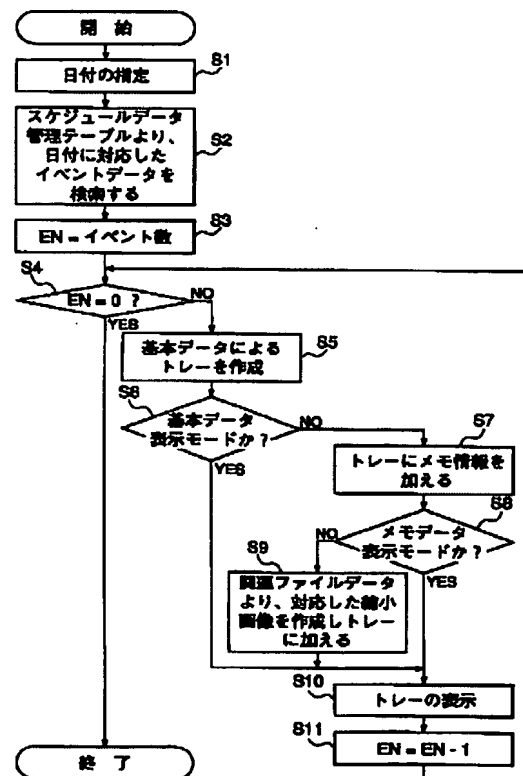 開 始
S1
日付の指定
スケジュールデータ
管理テーブルより、
日付に対応した
イベントデータを
検索する
S2
S3
EN=イベント数
S4
EN=0 ?
NO
YES
S5
基本データによる
トレーを作成
S6
基本データ
表示モードか?
NO
YES
S7
トレーにメモ情報を
加える
S8
メモデータ
表示モードか?
NO
YES
S9
関連ファイルデータ
より、対応した縮小
画像を作成しトレー
に加える
S10
トレーの表示
S11
EN=EN-1
終 了